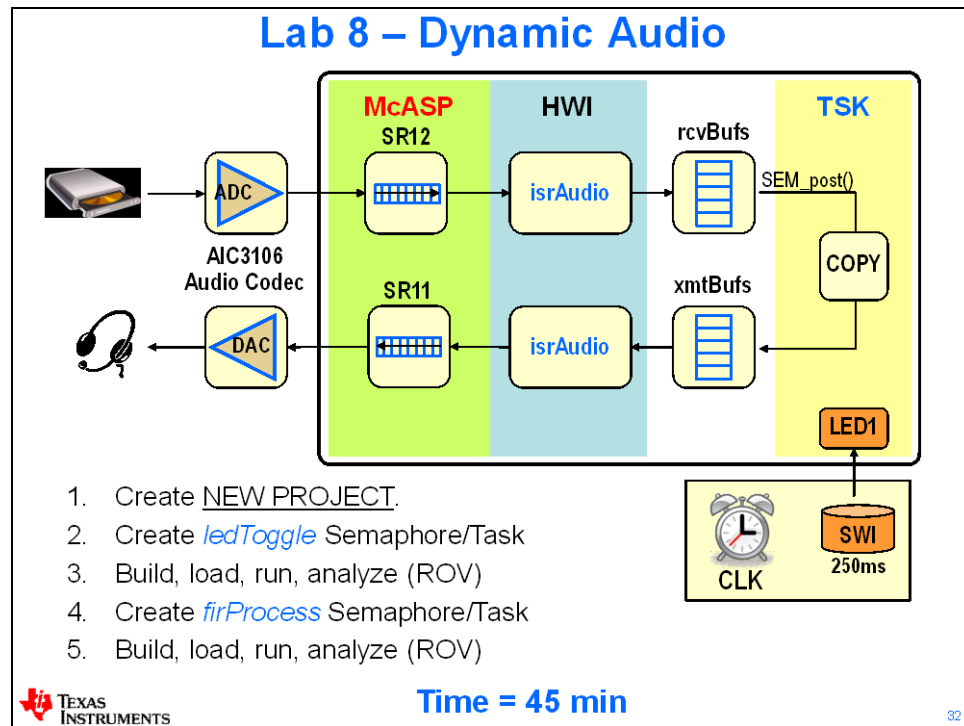 Lab 8 – Dynamic Audio
McASP
HWI
TSK
SR12
rcvBufs
ADC
isrAudio
SEM_post()
AIC3106
Audio Codec
COPY
SR11
xmtBufs
DAC
isrAudio
LED1
SWI
250ms
CLK
1. Create NEW PROJECT.
2. Create ledToggle Semaphore/Task
3. Build, load, run, analyze (ROV)
4. Create firProcess Semaphore/Task
5. Build, load, run, analyze (ROV)
TEXAS
INSTRUMENTS
Time = 45 min
32